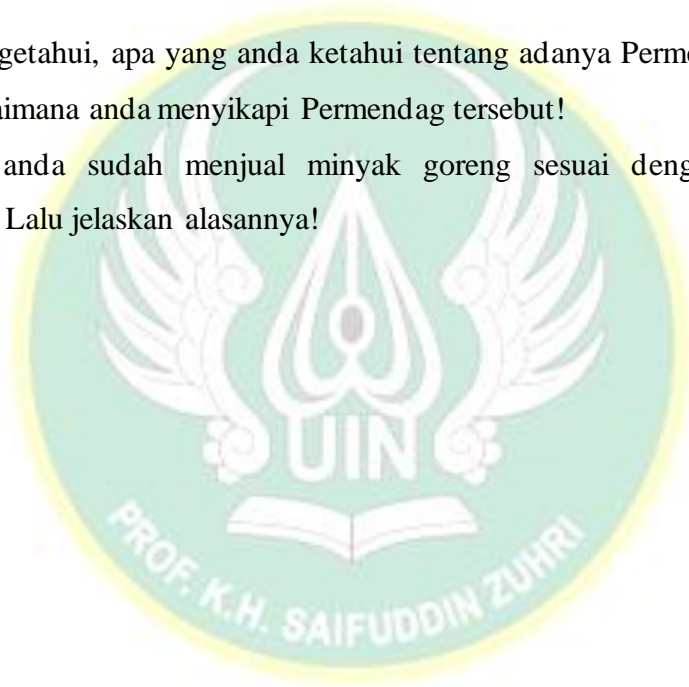 getahui, apa yang anda ketahui tentang adanya Perme
aimana anda menyikapi Permendag tersebut!
anda sudah menjual minyak goreng sesuai deng
Lalu jelaskan alasannya!
UIN
PROF. K.H. SAIFUDDIN ZUHRI